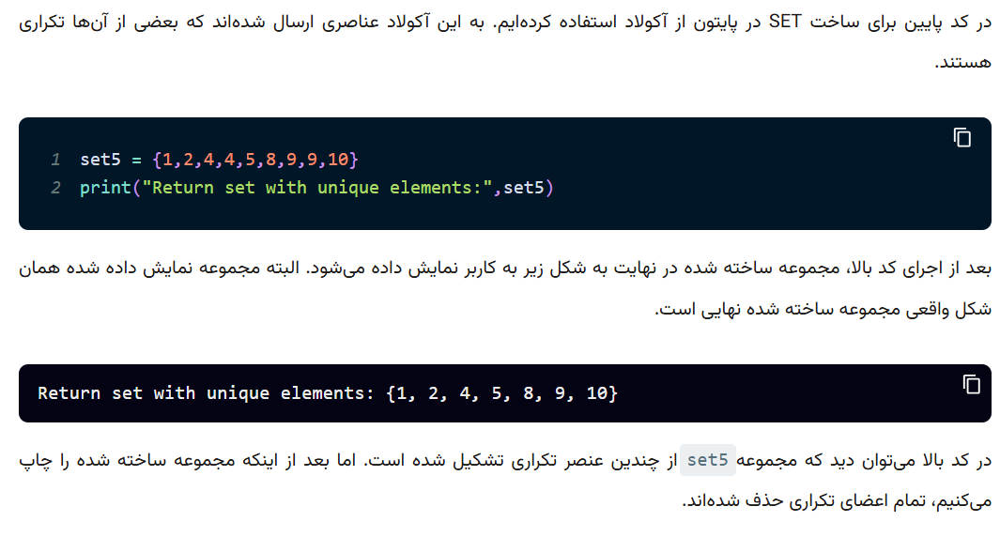 در کد پایین برای ساخت SET در پایتون از آکولاد استفاده کرده‌ایم. به این آکولاد عناصری ارسال شده‌اند که بعضی از آن‌ها تکراری
هستند.
1 set5 = {1,2,4,4,5,8,9,9,10}
2 print("Return set with unique elements:",set5)
بعد از اجرای کد بالا، مجموعه ساخته شده در نهایت به شکل زیر به کاربر نمایش داده می‌شود. البته مجموعه نمایش داده شده همان
شکل واقعی مجموعه ساخته شده نهایی است.
Return set with unique elements: {1, 2, 4, 5, 8, 9, 10}
در کد بالا می‌توان دید که مجموعه set5 از چندین عنصر تکراری تشکیل شده است. اما بعد از اینکه مجموعه ساخته شده را چاپ
می‌کنیم، تمام اعضای تکراری حذف شده‌اند.